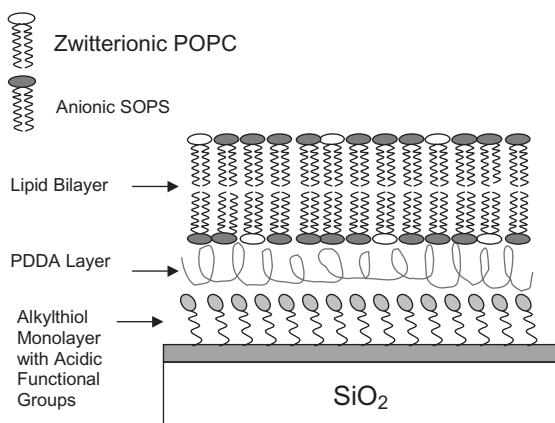 Zwitterionic POPC
Anionic SOPS
Lipid Bilayer
PDDA Layer
Alkylthiol
Monolayer
with Acidic
Functional
Groups
SiO₂